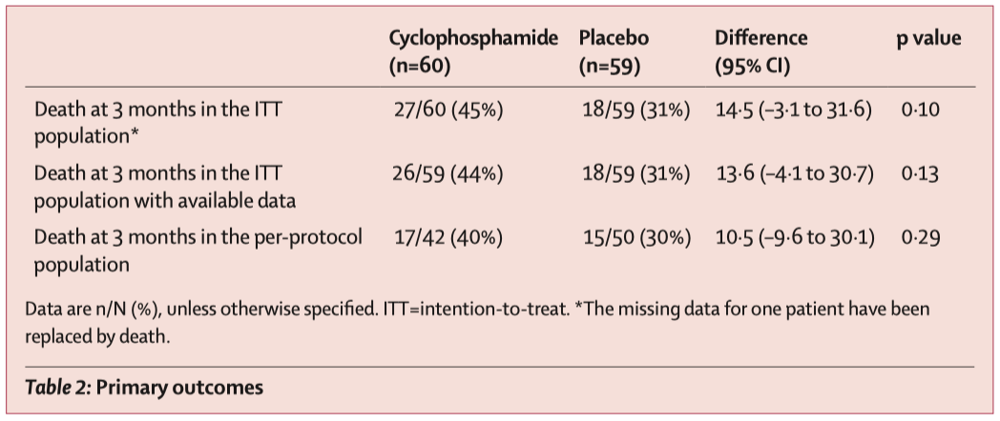 Cyclophosphamide Placebo Difference p value
(n=60) (n=59) (95% CI)
Death at 3 months in the ITT 27/60 (45%) 18/59 (31%) 14·5 (–3·1 to 31·6) 0·10
population*
Death at 3 months in the ITT 26/59 (44%) 18/59 (31%) 13·6 (–4·1 to 30·7) 0·13
population with available data
Death at 3 months in the per-protocol 17/42 (40%) 15/50 (30%) 10·5 (–9·6 to 30·1) 0·29
population
Data are n/N (%), unless otherwise specified. ITT=intention-to-treat. *The missing data for one patient have been
replaced by death.
Table 2: Primary outcomes